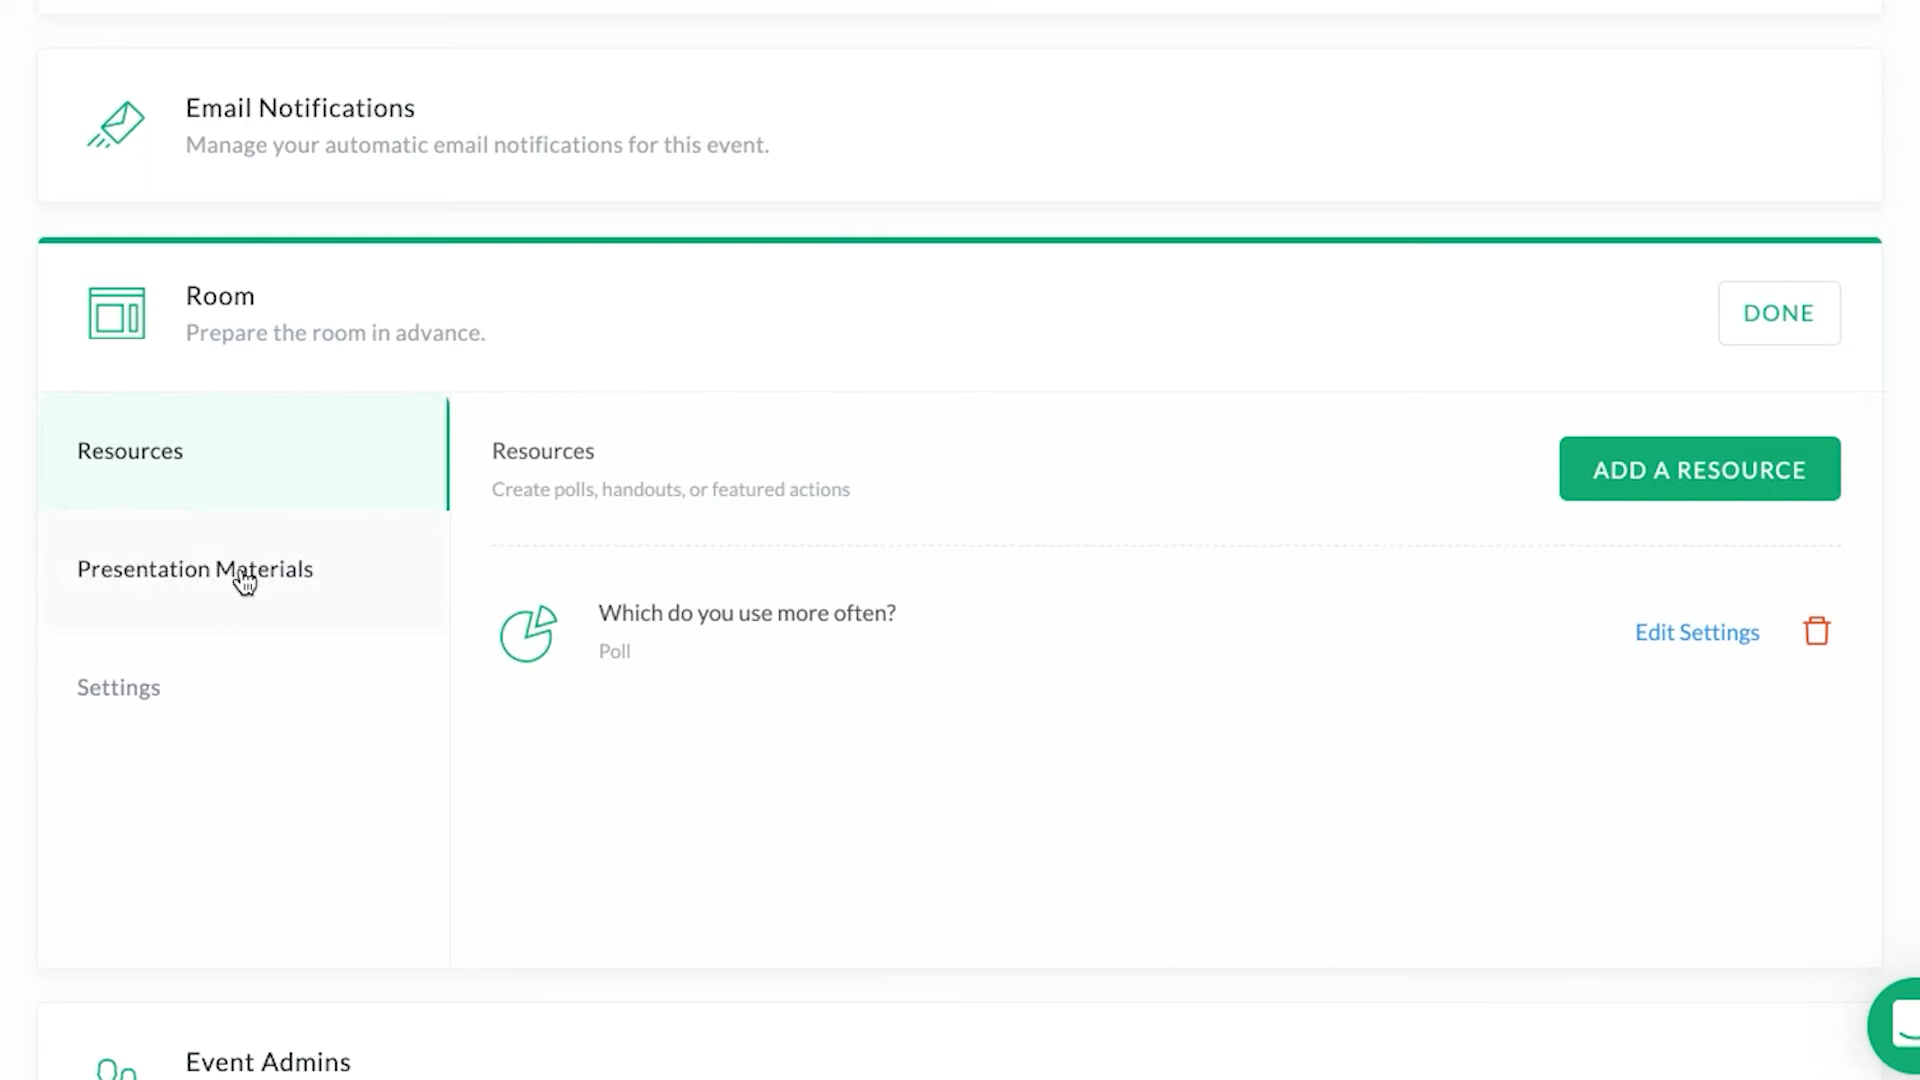 Email Notifications
Manage your automatic email notifications for this event.
Room
Prepare the room in advance.
DONE
Resources
Presentation Materials
Settings
Resources
Create polls, handouts, or featured actions
ADD A RESOURCE
Which do you use more often?
Poll
Edit Settings
Event Admins